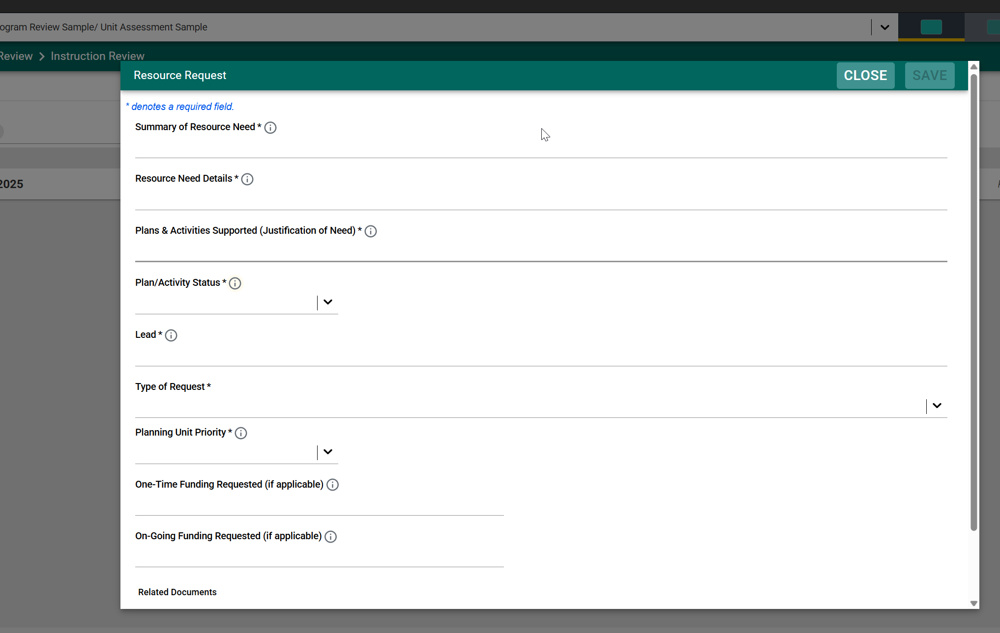 ogram Review Sample/ Unit Assessment Sample
Review > Instruction Review
Resource Request
CLOSE
SAVE
* denotes a required field.
Summary of Resource Need *
2025
Resource Need Details *
Plans & Activities Supported (Justification of Need) *
Plan/Activity Status *
Lead *
Type of Request *
Planning Unit Priority *
One-Time Funding Requested (if applicable)
On-Going Funding Requested (if applicable)
Related Documents